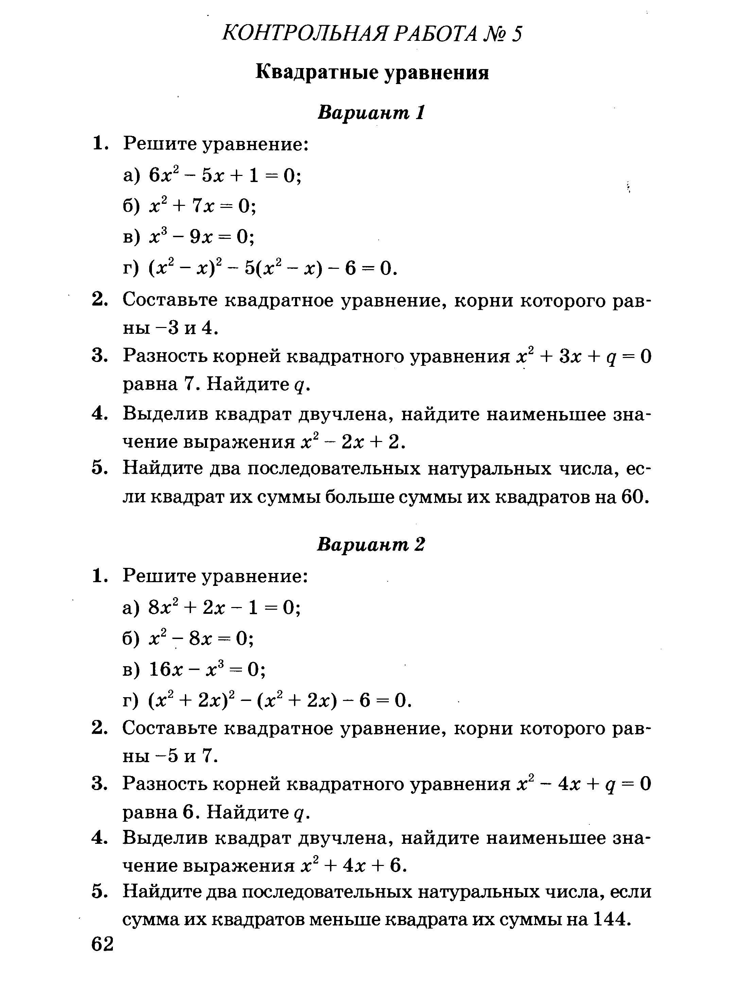 КОНТРОЛЬНАЯ РАБОТА № 5
Квадратные уравнения
Вариант 1
1. Решите уравнение:
а) 6x² − 5x + 1 = 0;
б) x² + 7x = 0;
в) x³ − 9x = 0;
г) (x² − x)² − 5(x² − x) − 6 = 0.
2. Составьте квадратное уравнение, корни которого рав-
ны −3 и 4.
3. Разность корней квадратного уравнения x² + 3x + q = 0
равна 7. Найдите q.
4. Выделив квадрат двучлена, найдите наименьшее зна-
чение выражения x² − 2x + 2.
5. Найдите два последовательных натуральных числа, ес-
ли квадрат их суммы больше суммы их квадратов на 60.
Вариант 2
1. Решите уравнение:
а) 8x² + 2x − 1 = 0;
б) x² − 8x = 0;
в) 16x − x³ = 0;
г) (x² + 2x)² − (x² + 2x) − 6 = 0.
2. Составьте квадратное уравнение, корни которого рав-
ны −5 и 7.
3. Разность корней квадратного уравнения x² − 4x + q = 0
равна 6. Найдите q.
4. Выделив квадрат двучлена, найдите наименьшее зна-
чение выражения x² + 4x + 6.
5. Найдите два последовательных натуральных числа, если
сумма их квадратов меньше квадрата их суммы на 144.
62